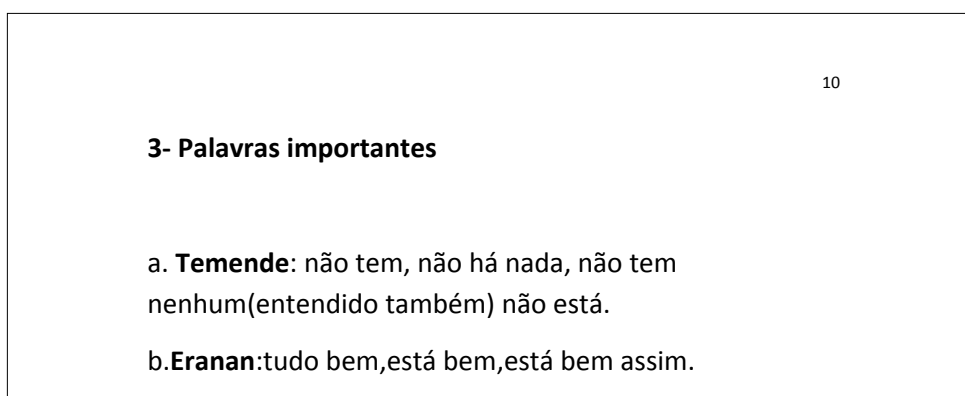 10
3- Palavras importantes
a. Temende: não tem, não há nada, não tem
nenhum(entendido também) não está.
b.Eranan:tudo bem,está bem,está bem assim.